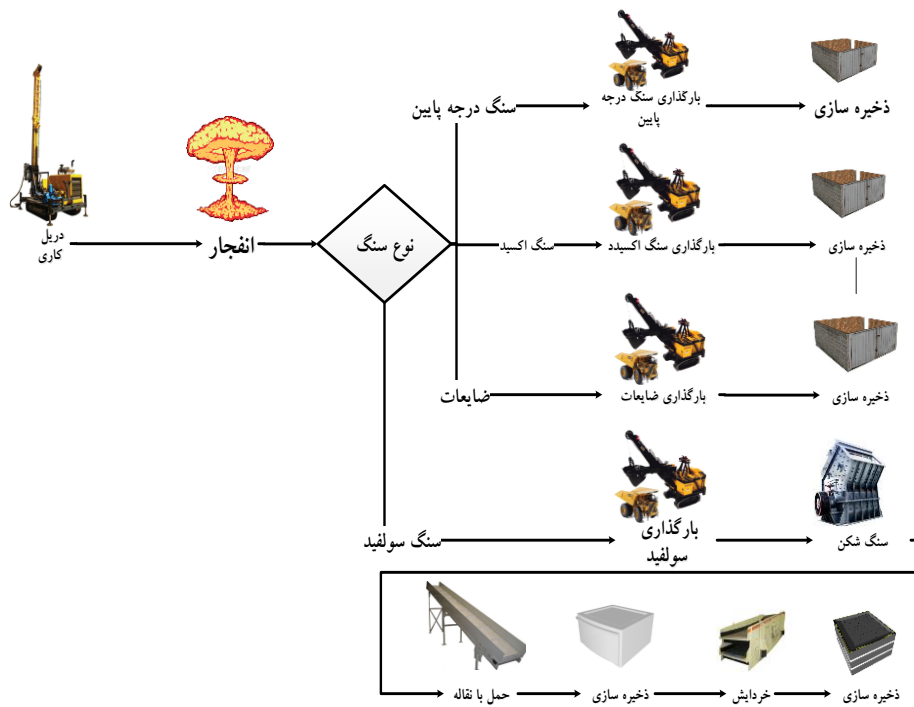 سنگ درجه پایین
بارگذاری سنگ درجه
پایین
ذخیره سازی
دریل
کاری
انفجار
نوع سنگ
سنگ اکسید
بارگذاری سنگ اکسیدد
ذخیره سازی
ضایعات
بارگذاری ضایعات
ذخیره سازی
سنگ سولفید
بارگذاری
سولفید
سنگ شکن
حمل با نقاله
ذخیره سازی
خردایش
ذخیره سازی